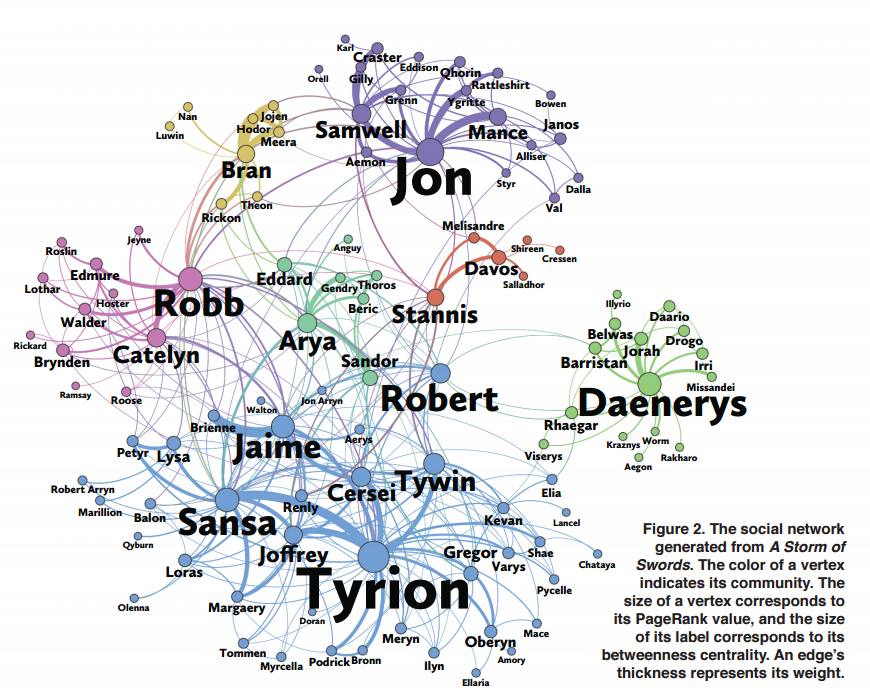 Karl
Craster
Eddison
Qhorin
Orell
Gilly
Rattleshirt
Grenn
Ygritte
Bowen
Nan
Jojen
Hodor
Samwell
Mance
Janos
Luwin
Meera
Bran
Aemon
Alliser
Jon
Styr
Dalla
Rickon
Theon
Val
Melisandre
Jeyne
Roslin
Anguy
Shireen
Cressen
Edmure
Eddard
Davos
Lothar
Gendry
Thoros
Salladhor
Hoster
Robb
Beric
Stannis
Illyrio
Daario
Walder
Arya
Belwas
Drogo
Rickard
Brynden
Catelyn
Sandor
Barristan
Jorah
Irri
Ramsay
Missandei
Roose
Jon Arryn
Robert
Daenerys
Walton
Brienne
Rhaegar
Petyr
Lysa
Jaime
Aerys
Kraznys
Worm
Viserys
Rakharo
Aegon
Robert Arryn
Cersei
Tywin
Elia
Marillion
Renly
Balon
Sansa
Kevan
Lancel
Qyburn
Joffrey
Gregor
Shae
Varys
Chataya
Loras
Tyrion
Pycelle
Olenna
Margaery
Doran
Meryn
Oberyn
Mace
Tommen
Myrcella
Podrick
Bronn
Ilyn
Amory
Ellaria
Figure 2. The social network
generated from A Storm of
Swords. The color of a vertex
indicates its community. The
size of a vertex corresponds to
its PageRank value, and the size
of its label corresponds to its
betweenness centrality. An edge’s
thickness represents its weight.